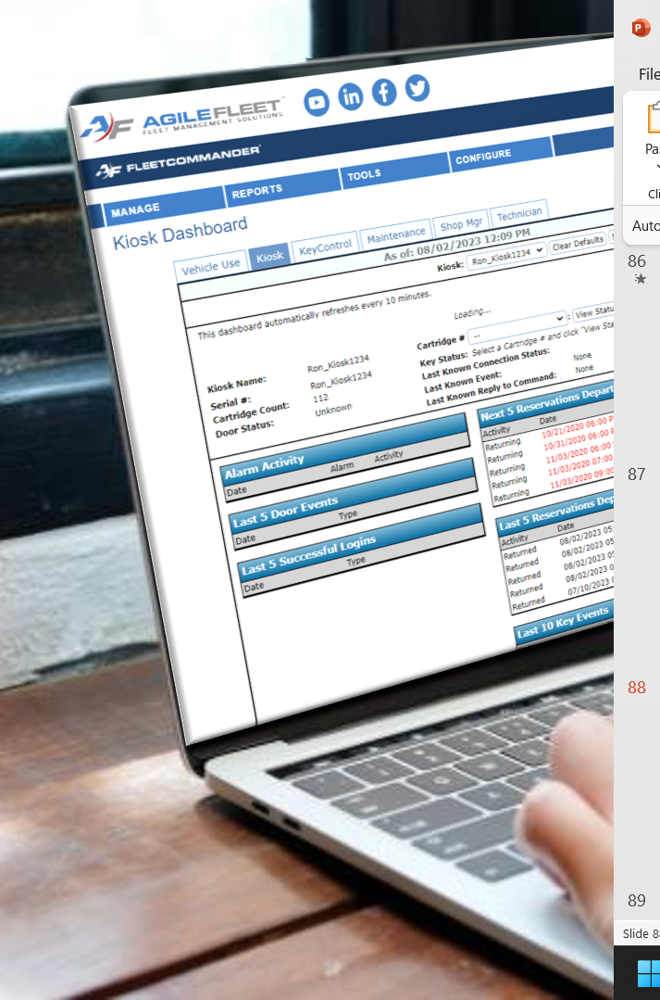 AF AGILEFLEET
FLEET MANAGEMENT SOLUTIONS
AF FLEETCOMMANDER
MANAGE REPORTS TOOLS CONFIGURE
Kiosk Dashboard
Vehicle Use Kiosk KeyControl Maintenance Shop Mgr Technician
As of: 08/02/2023 12:09 PM
Kiosk: Ron_Kiosk1234 Clear Defaults
This dashboard automatically refreshes every 10 minutes.
Loading...
Cartridge # -- : View Statu
Key Status: Select a Cartridge # and click "View Sta
Last Known Connection Status:
Last Known Event: None
Last Known Reply to Command: None
Kiosk Name: Ron_Kiosk1234
Serial #: Ron_Kiosk1234
Cartridge Count: 112
Door Status: Unknown
Alarm Activity
Date Alarm Activity
Last 5 Door Events
Date Type
Last 5 Successful Logins
Date Type
Next 5 Reservations Depart
Activity Date
Returning 10/21/2020 06:00 P
Returning 10/31/2020 06:00
Returning 11/03/2020 06:00
Returning 11/03/2020 07:00
Returning 11/03/2020 09:00
Last 5 Reservations Dep
Activity Date
Returned 08/02/2023 05
Returned 08/02/2023 05
Returned 08/02/2023 05
Returned 08/02/2023 0
Returned 07/10/2023 0
Last 10 Key Events
File
Pa
Cli
Auto
86
87
88
89
Slide 8